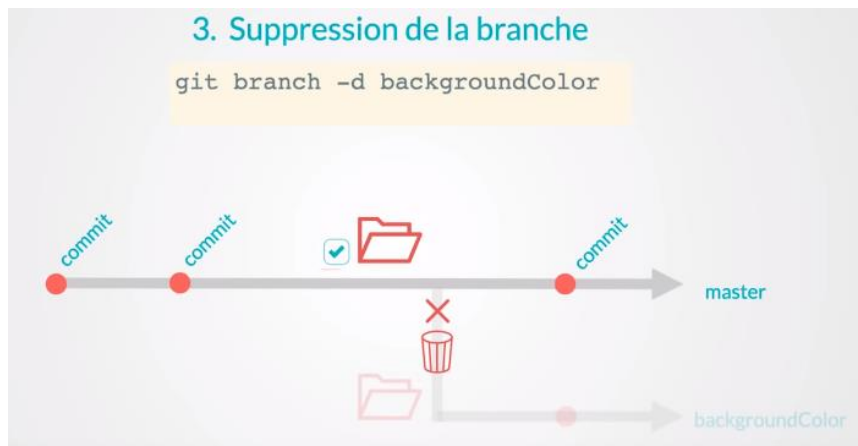 3. Suppression de la branche
git branch -d backgroundColor
commit
commit
commit
master
backgroundColor